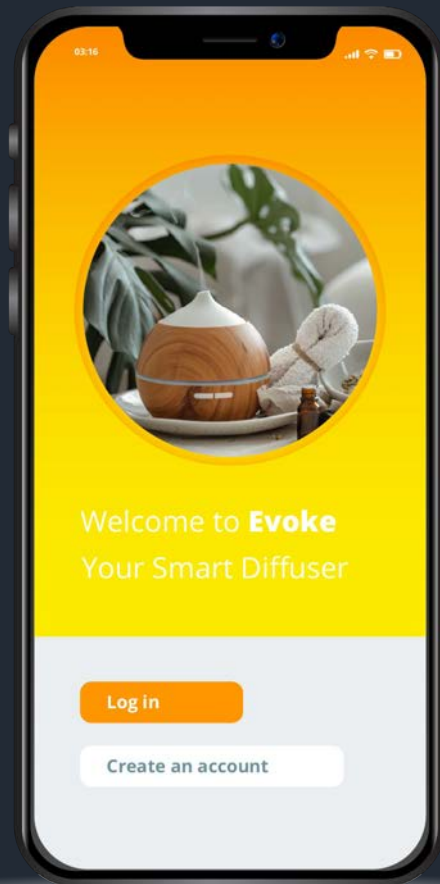 03:16
Welcome to Evoke
Your Smart Diffuser
Log in
Create an account